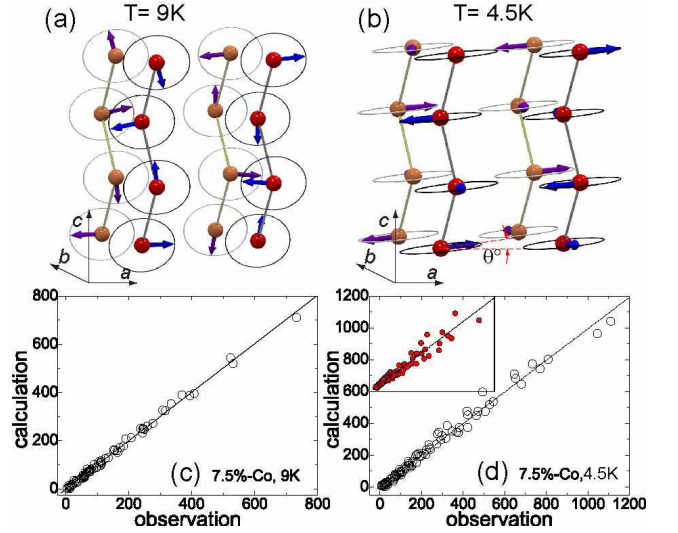 (a) T= 9K
(b) T= 4.5K
c
b
a
c
b
a
θ°
800
600
400
200
0
calculation
(c) 7.5%-Co, 9K
0 200 400 600 800
observation
1200
1000
800
600
400
200
0
calculation
(d) 7.5%-Co,4.5K
0 200 400 600 800 1000 1200
observation